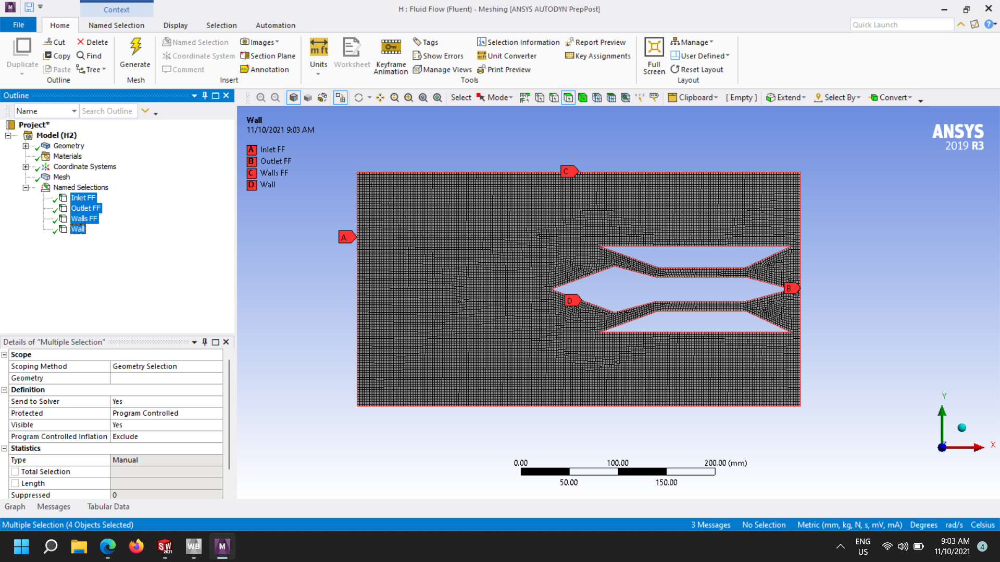 Context
H : Fluid Flow (Fluent) - Meshing [ANSYS AUTODYN PrepPost]
File Home Named Selection Display Selection Automation
Quick Launch
Duplicate
Cut
Copy
Paste
Delete
Find
Tree
Outline
Generate
Mesh
Named Selection
Coordinate System
Comment
Images
Section Plane
Annotation
Insert
m ft
Units
Worksheet
Keyframe
Animation
Tags
Show Errors
Manage Views
Selection Information
Unit Converter
Print Preview
Report Preview
Key Assignments
Tools
Full
Screen
Manage
User Defined
Reset Layout
Layout
Outline
Select Mode
Clipboard [ Empty ] Extend Select By Convert
Name Search Outline
Project*
Model (H2)
Geometry
Materials
Coordinate Systems
Mesh
Named Selections
Inlet FF
Outlet FF
Walls FF
Wall
Wall
11/10/2021 9:03 AM
A Inlet FF
B Outlet FF
C Walls FF
D Wall
ANSYS
2019 R3
C
A
B
D
Y
X
0.00 100.00 200.00 (mm)
50.00 150.00
Details of "Multiple Selection"
Scope
Scoping Method Geometry Selection
Geometry
Definition
Send to Solver Yes
Protected Program Controlled
Visible Yes
Program Controlled Inflation Exclude
Statistics
Type Manual
Total Selection
Length
Suppressed 0
Graph Messages Tabular Data
Multiple Selection (4 Objects Selected)
3 Messages No Selection Metric (mm, kg, N, s, mV, mA) Degrees rad/s Celsius
SW
2021
WB
M
ENG
US
9:03 AM
11/10/2021
4